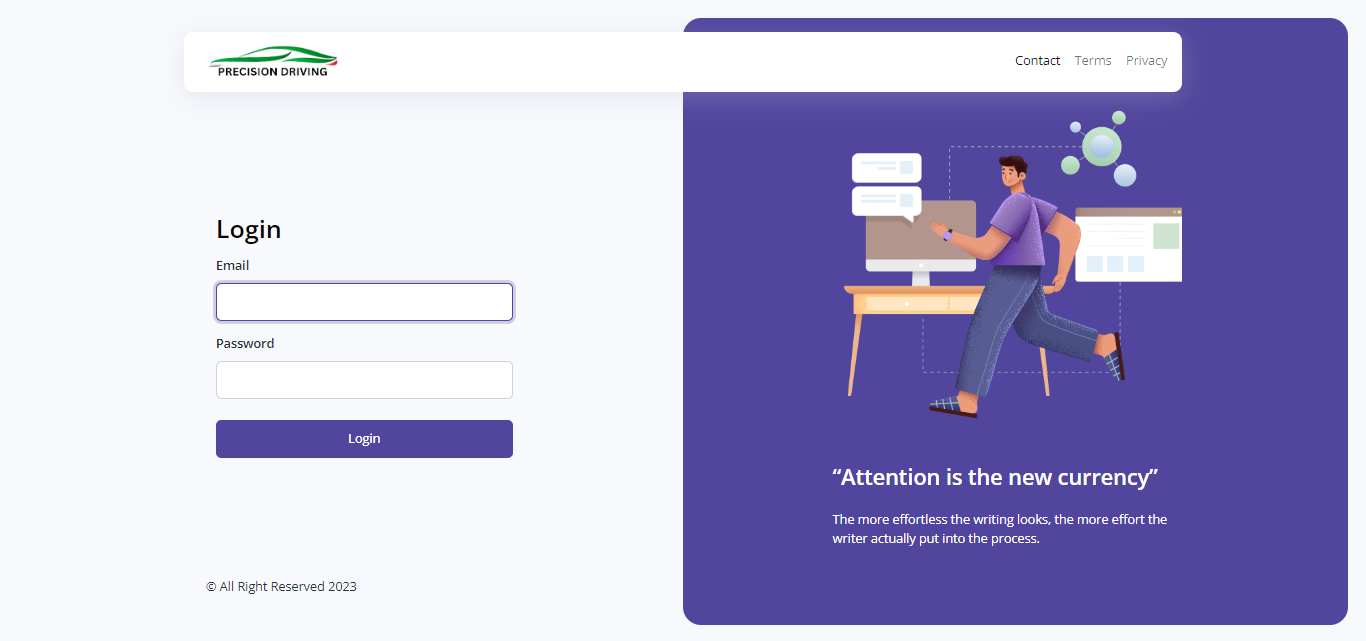 PRECISION DRIVING
Contact Terms Privacy
Login
Email
Password
Login
“Attention is the new currency”
The more effortless the writing looks, the more effort the
writer actually put into the process.
© All Right Reserved 2023